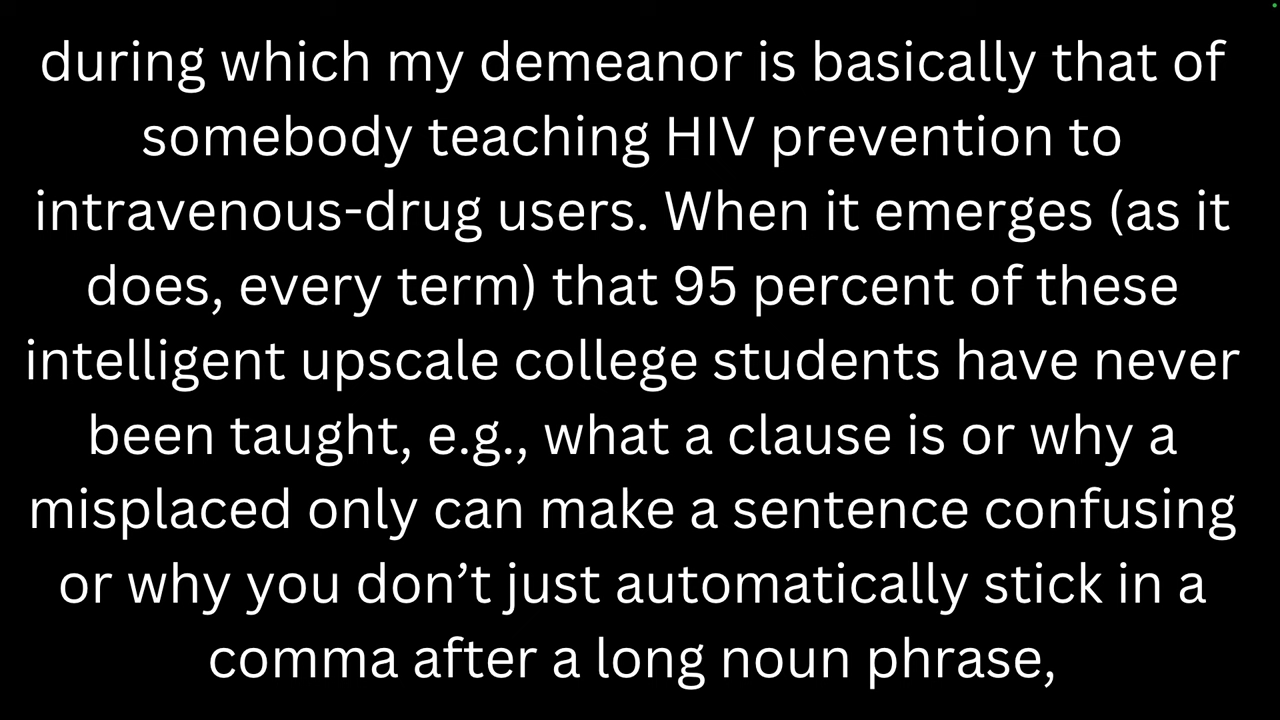 during which my demeanor is basically that of
somebody teaching HIV prevention to
intravenous-drug users. When it emerges (as it
does, every term) that 95 percent of these
intelligent upscale college students have never
been taught, e.g., what a clause is or why a
misplaced only can make a sentence confusing
or why you don’t just automatically stick in a
comma after a long noun phrase,